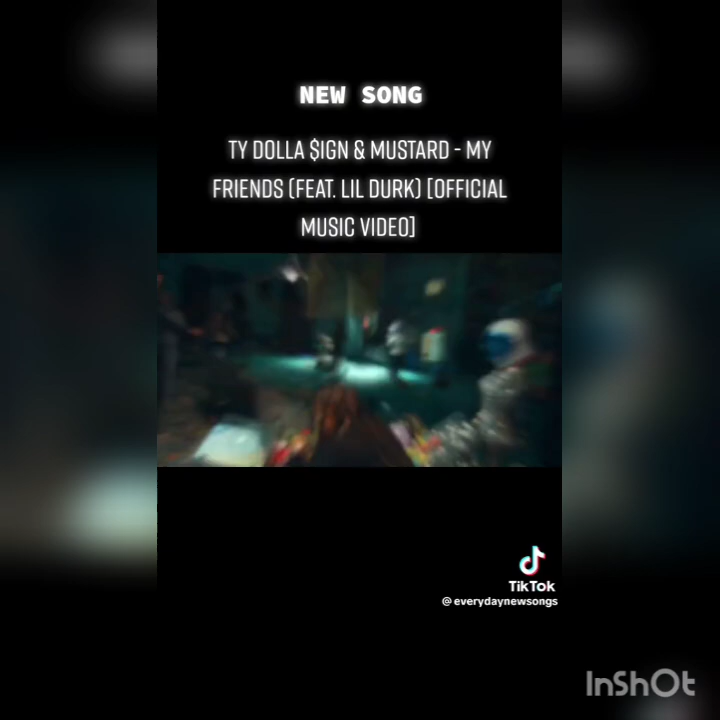 NEW SONG
TY DOLLA $IGN & MUSTARD - MY
FRIENDS (FEAT. LIL DURK) [OFFICIAL
MUSIC VIDEO]
TikTok
@everydaynewsongs
InShOt